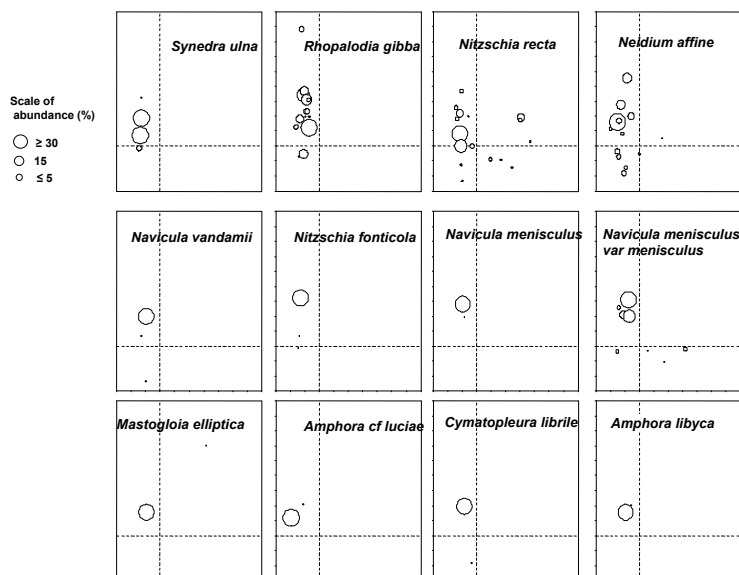 Synedra ulna
Rhopalodia gibba
Nitzschia recta
Neidium affine
Scale of
abundance (%)
≥ 30
15
≤ 5
Navicula vandamii
Nitzschia fonticola
Navicula menisculus
Navicula menisculus
var menisculus
Mastogloia elliptica
Amphora cf luciae
Cymatopleura librile
Amphora libyca